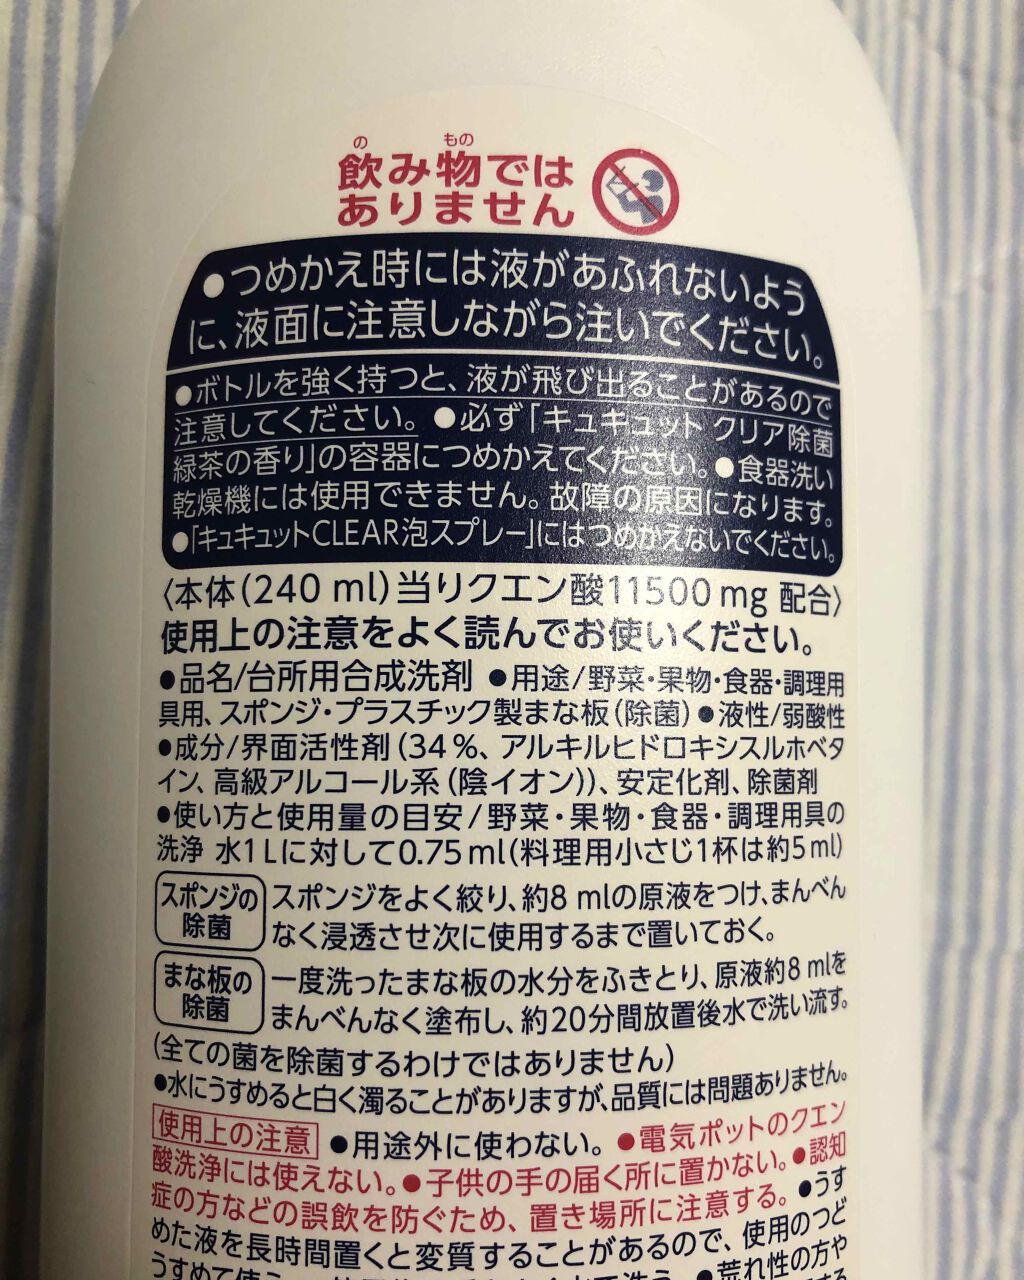 の もの
飲み物では
ありません
●つめかえ時には液があふれないよう
に、液面に注意しながら注いでください。
●ボトルを強く持つと、液が飛び出ることがあるので
注意してください。 ●必ず「キュキュット クリア除菌
緑茶の香り」の容器につめかえてください。●食器洗い
乾燥機には使用できません。故障の原因になります。
●「キュキュットCLEAR泡スプレー」にはつめかえないでください。
〈本体(240 ml)当りクエン酸11500mg 配合〉
使用上の注意をよく読んでお使いください。
●品名/台所用合成洗剤 ●用途/野菜・果物・食器・調理用
具用、スポンジ・プラスチック製まな板(除菌) ●液性/弱酸性
●成分/界面活性剤(34%、アルキルヒドロキシスルホベタ
イン、高級アルコール系(陰イオン))、安定化剤、除菌剤
●使い方と使用量の目安/野菜・果物・食器・調理用具の
洗浄 水1Lに対して0.75ml(料理用小さじ1杯は約5ml)
スポンジの
除菌
スポンジをよく絞り、約8 mlの原液をつけ、まんべん
なく浸透させ次に使用するまで置いておく。
まな板の
除菌
一度洗ったまな板の水分をふきとり、原液約8 mlを
まんべんなく塗布し、約20分間放置後水で洗い流す。
(全ての菌を除菌するわけではありません)
●水にうすめると白く濁ることがありますが、品質には問題ありません。
使用上の注意 ●用途外に使わない。 ●電気ポットのクエン
酸洗浄には使えない。●子供の手の届く所に置かない。●認知
症の方などの誤飲を防ぐため、置き場所に注意する。 ●うす
めた液を長時間置くと変質することがあるので、使用のつど
うすめて使う ●荒れ性の方や